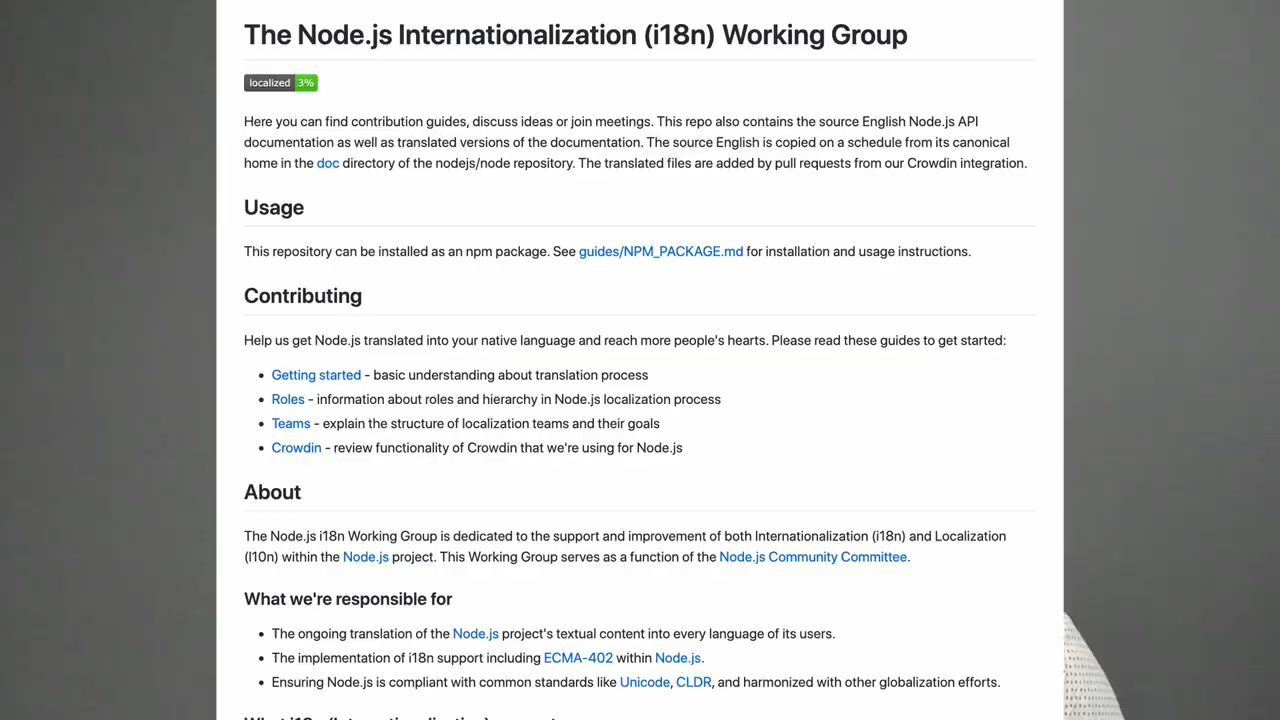 The Node.js Internationalization (i18n) Working Group
localized 3%
Here you can find contribution guides, discuss ideas or join meetings. This repo also contains the source English Node.js API
documentation as well as translated versions of the documentation. The source English is copied on a schedule from its canonical
home in the doc directory of the nodejs/node repository. The translated files are added by pull requests from our Crowdin integration.
Usage
This repository can be installed as an npm package. See guides/NPM_PACKAGE.md for installation and usage instructions.
Contributing
Help us get Node.js translated into your native language and reach more people's hearts. Please read these guides to get started:
• Getting started - basic understanding about translation process
• Roles - information about roles and hierarchy in Node.js localization process
• Teams - explain the structure of localization teams and their goals
• Crowdin - review functionality of Crowdin that we're using for Node.js
About
The Node.js i18n Working Group is dedicated to the support and improvement of both Internationalization (i18n) and Localization
(l10n) within the Node.js project. This Working Group serves as a function of the Node.js Community Committee.
What we're responsible for
• The ongoing translation of the Node.js project's textual content into every language of its users.
• The implementation of i18n support including ECMA-402 within Node.js.
• Ensuring Node.js is compliant with common standards like Unicode, CLDR, and harmonized with other globalization efforts.